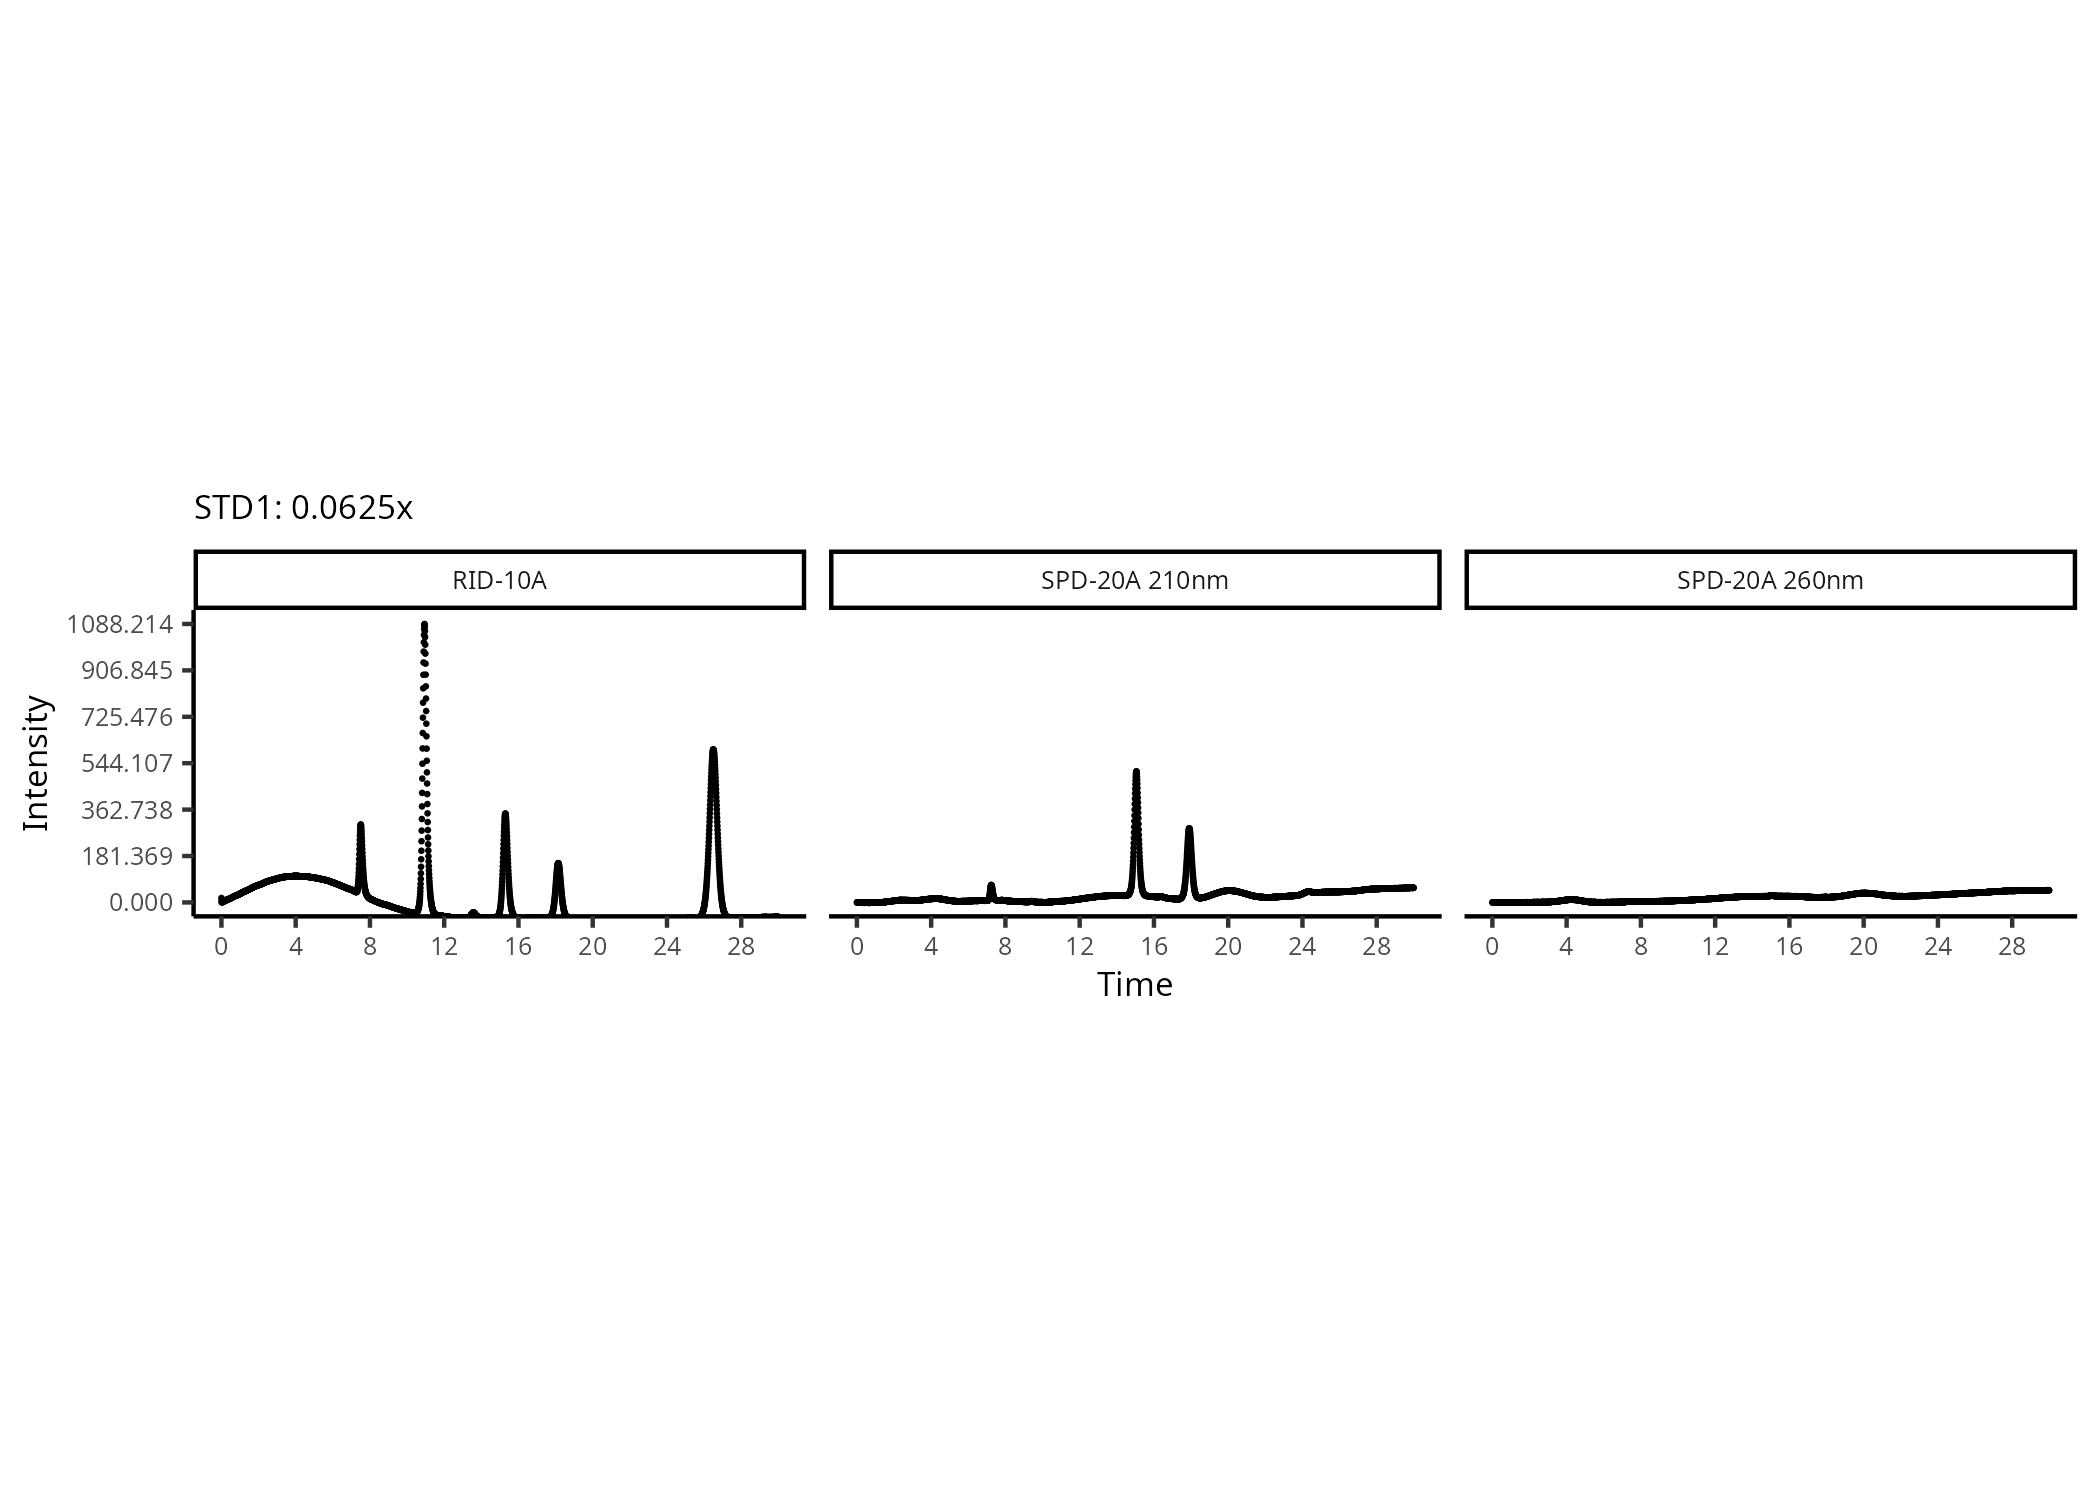 STD1: 0.0625x
RID-10A
SPD-20A 210nm
SPD-20A 260nm
Intensity
1088.214
906.845
725.476
544.107
362.738
181.369
0.000
0 4 8 12 16 20 24 28
0 4 8 12 16 20 24 28
0 4 8 12 16 20 24 28
Time